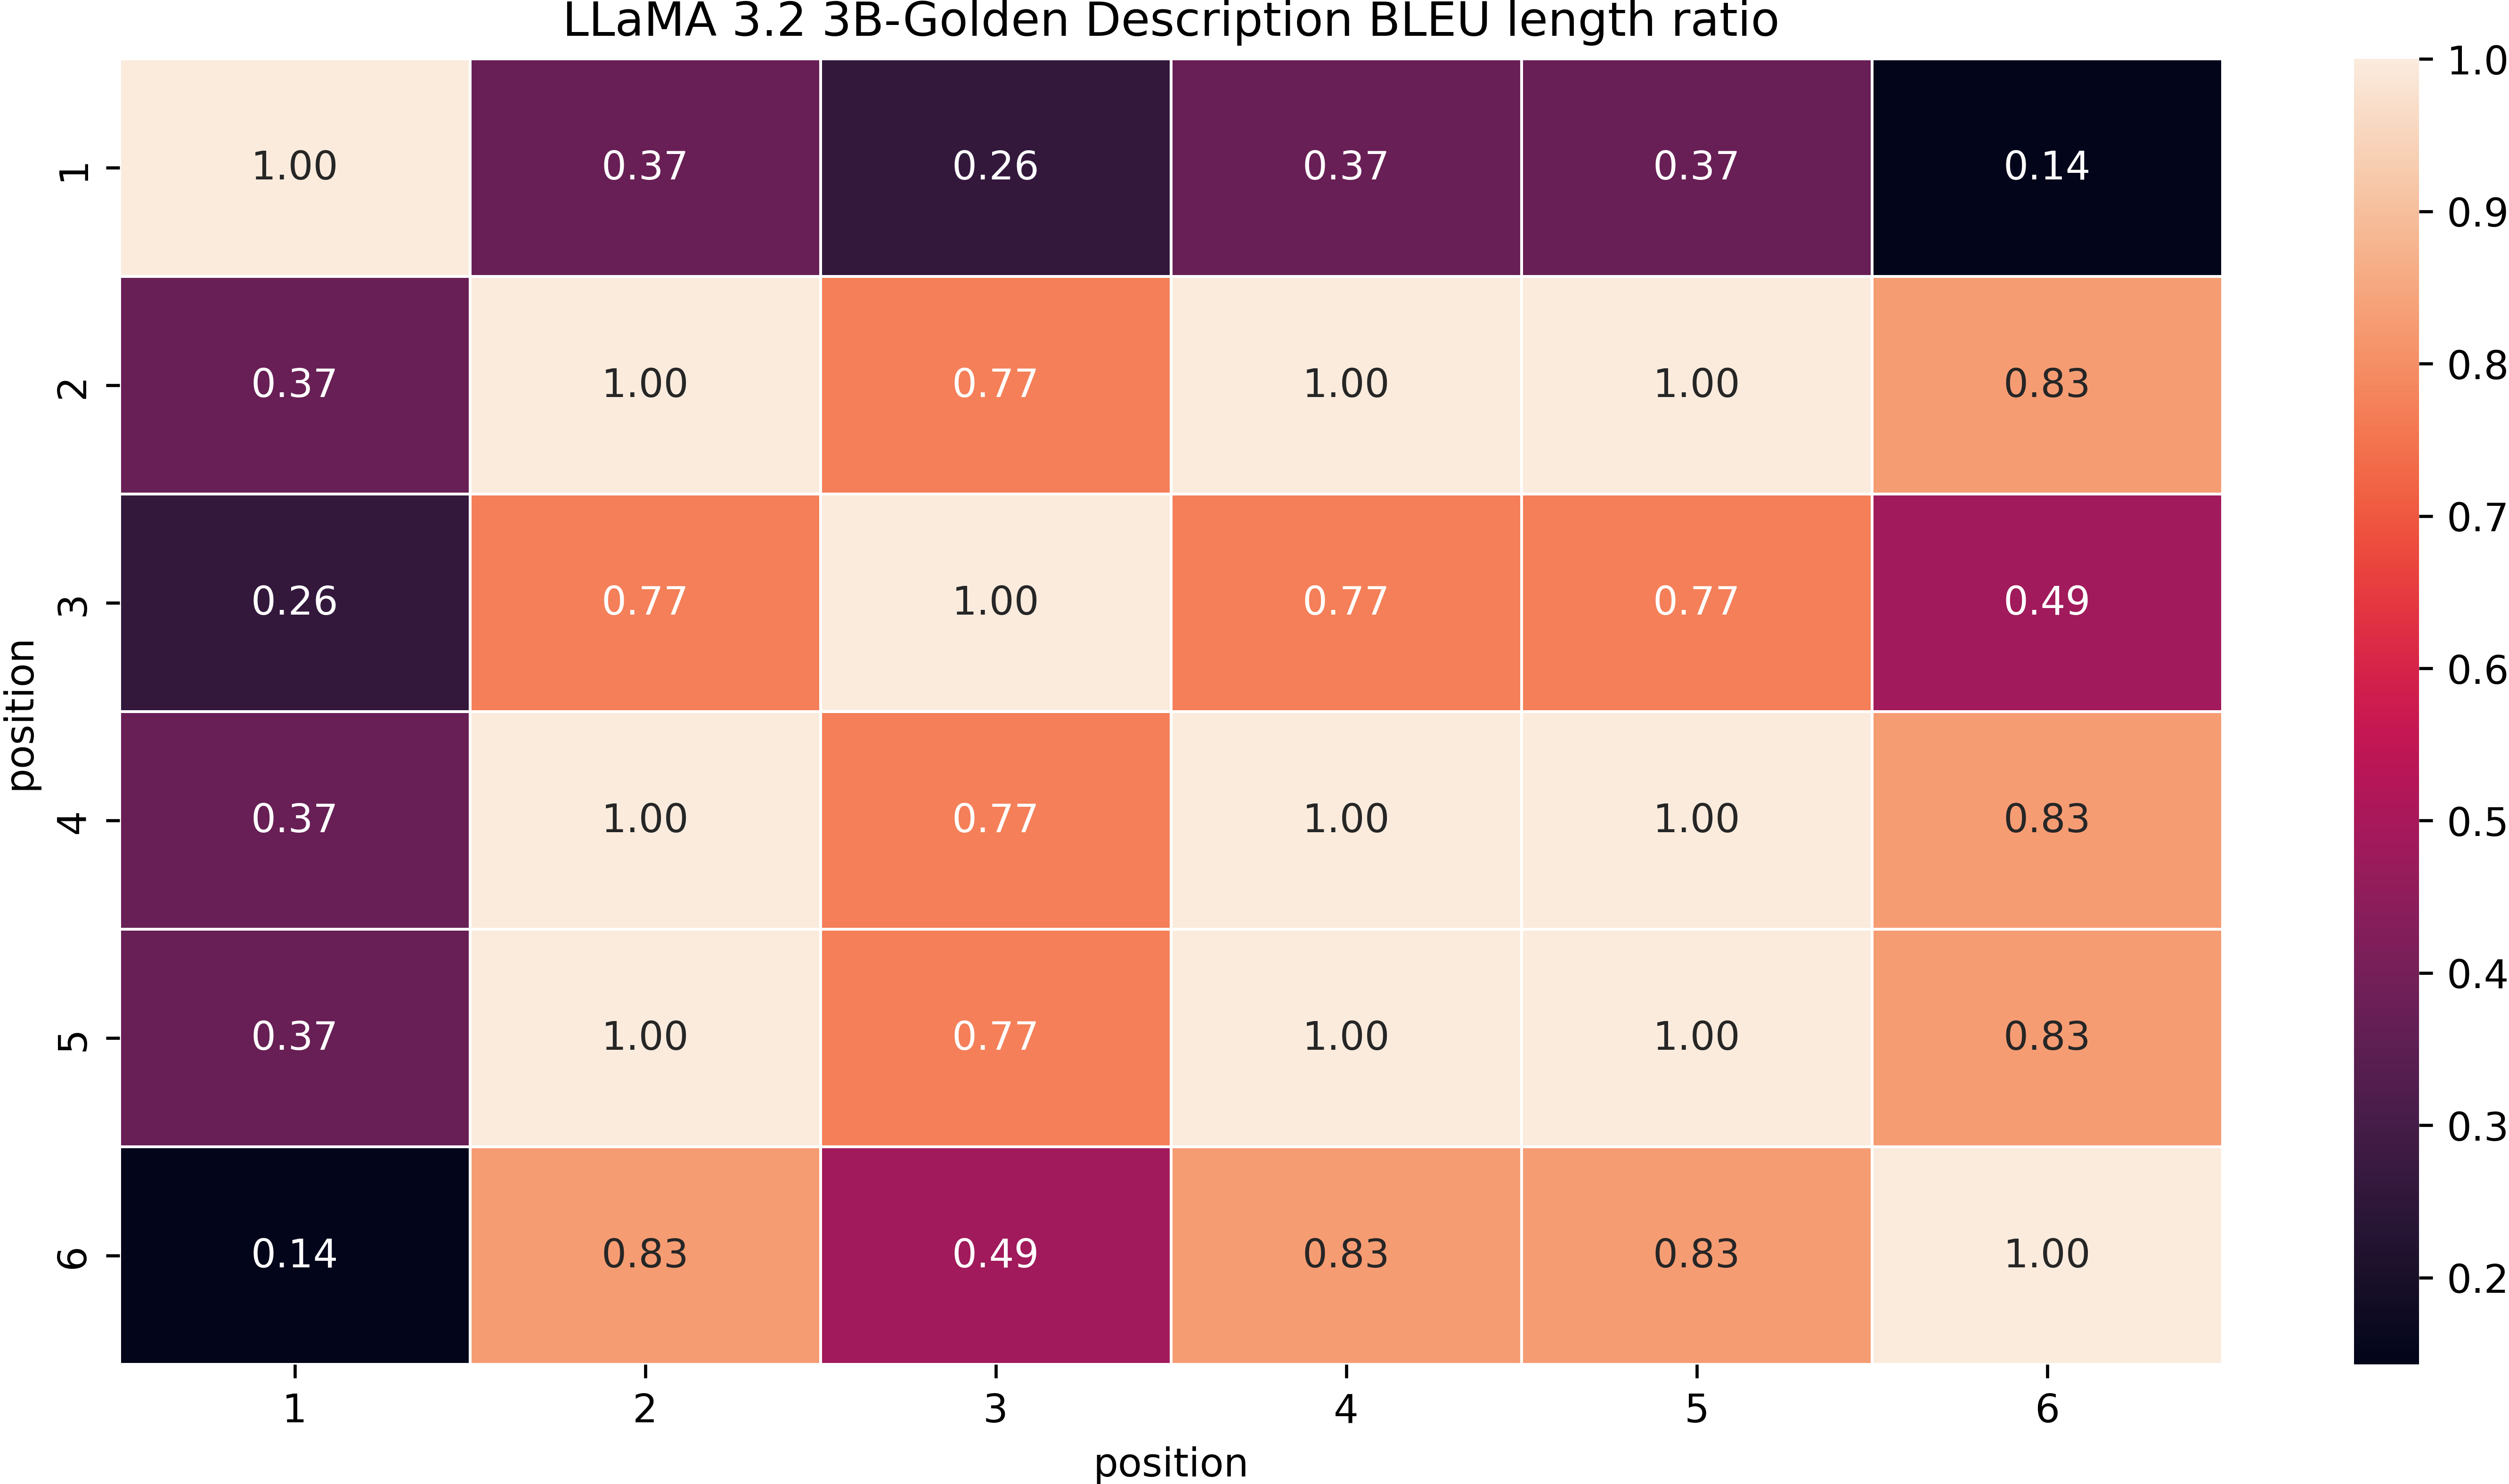 LLaMA 3.2 3B-Golden Description BLEU length ratio
1 1.00 0.37 0.26 0.37 0.37 0.14
2 0.37 1.00 0.77 1.00 1.00 0.83
3 0.26 0.77 1.00 0.77 0.77 0.49
4 0.37 1.00 0.77 1.00 1.00 0.83
5 0.37 1.00 0.77 1.00 1.00 0.83
6 0.14 0.83 0.49 0.83 0.83 1.00
position
1 2 3 4 5 6
position
1.0
0.9
0.8
0.7
0.6
0.5
0.4
0.3
0.2